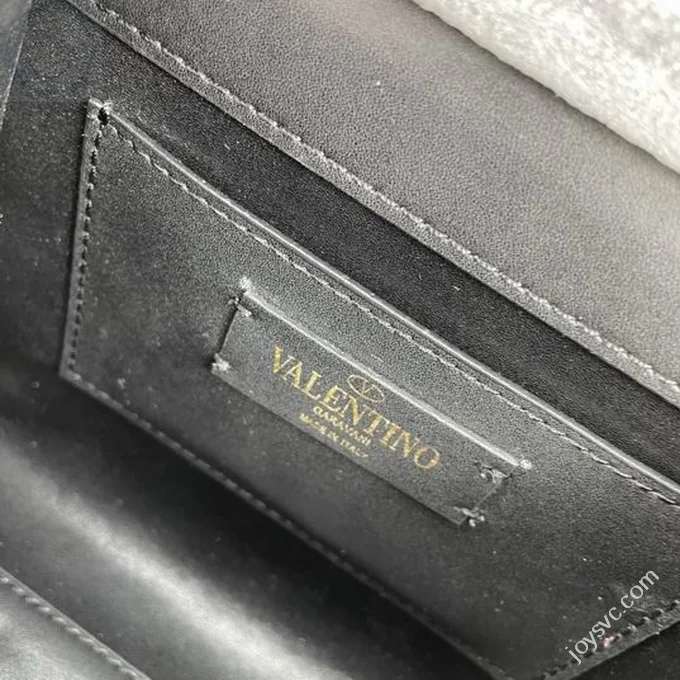 V
VALENTINO
GARAVANI
MADE IN ITALY
joysvc.com